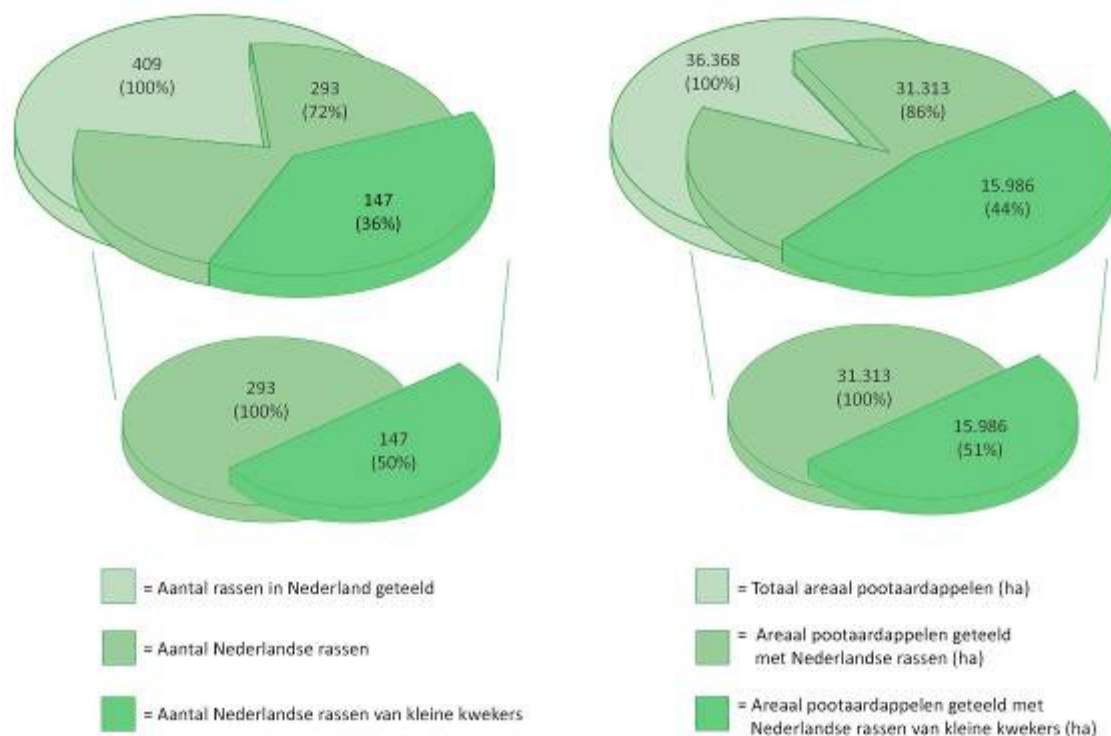 409
(100%)
293
(72%)
147
(36%)
293
(100%)
147
(50%)
= Aantal rassen in Nederland geteeld
= Aantal Nederlandse rassen
= Aantal Nederlandse rassen van kleine kwekers
36.368
(100%)
31.313
(86%)
15.986
(44%)
31.313
(100%)
15.986
(51%)
= Totaal areaal pootaardappelen (ha)
= Areaal pootaardappelen geteeld
met Nederlandse rassen (ha)
= Areaal pootaardappelen geteeld met
Nederlandse rassen van kleine kwekers (ha)